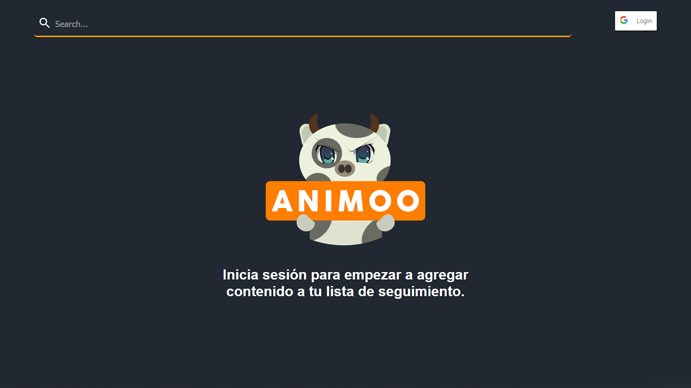 Search...
Login
ANIMOO
Inicia sesión para empezar a agregar
contenido a tu lista de seguimiento.